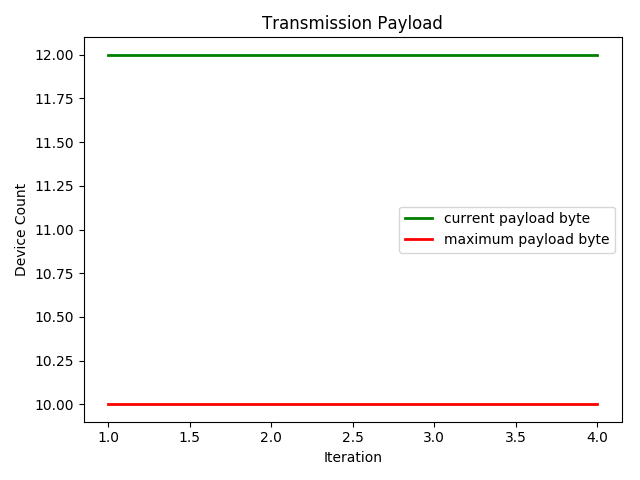 Transmission Payload
Device Count
12.00
11.75
11.50
11.25
11.00
10.75
10.50
10.25
10.00
current payload byte
maximum payload byte
1.0 1.5 2.0 2.5 3.0 3.5 4.0
Iteration